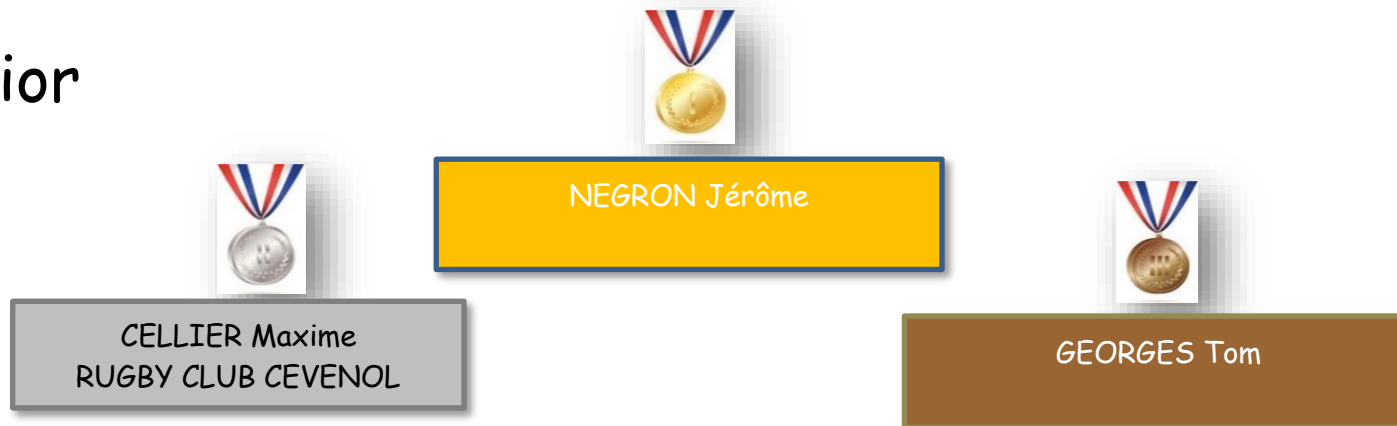 ior
NEGRON Jérôme
CELLIER Maxime
RUGBY CLUB CEVENOL
GEORGES Tom